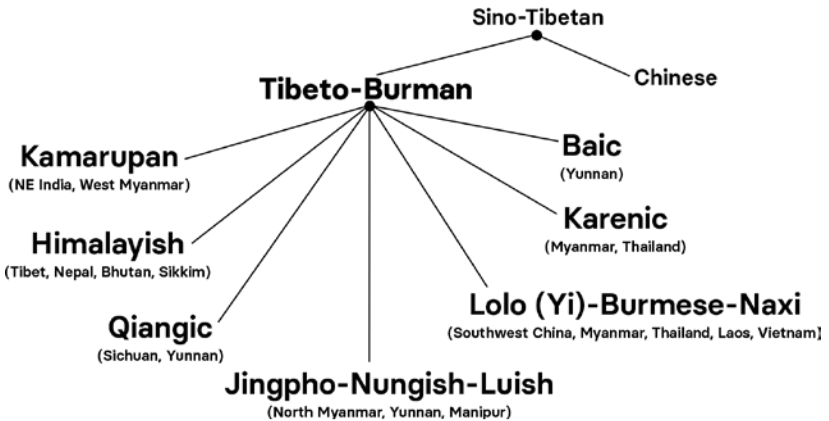 Sino-Tibetan
Chinese
Tibeto-Burman
Kamarupan
(NE India, West Myanmar)
Baic
(Yunnan)
Karenic
(Myanmar, Thailand)
Himalayish
(Tibet, Nepal, Bhutan, Sikkim)
Lolo (Yi)-Burmese-Naxi
(Southwest China, Myanmar, Thailand, Laos, Vietnam)
Qiangic
(Sichuan, Yunnan)
Jingpho-Nungish-Luish
(North Myanmar, Yunnan, Manipur)